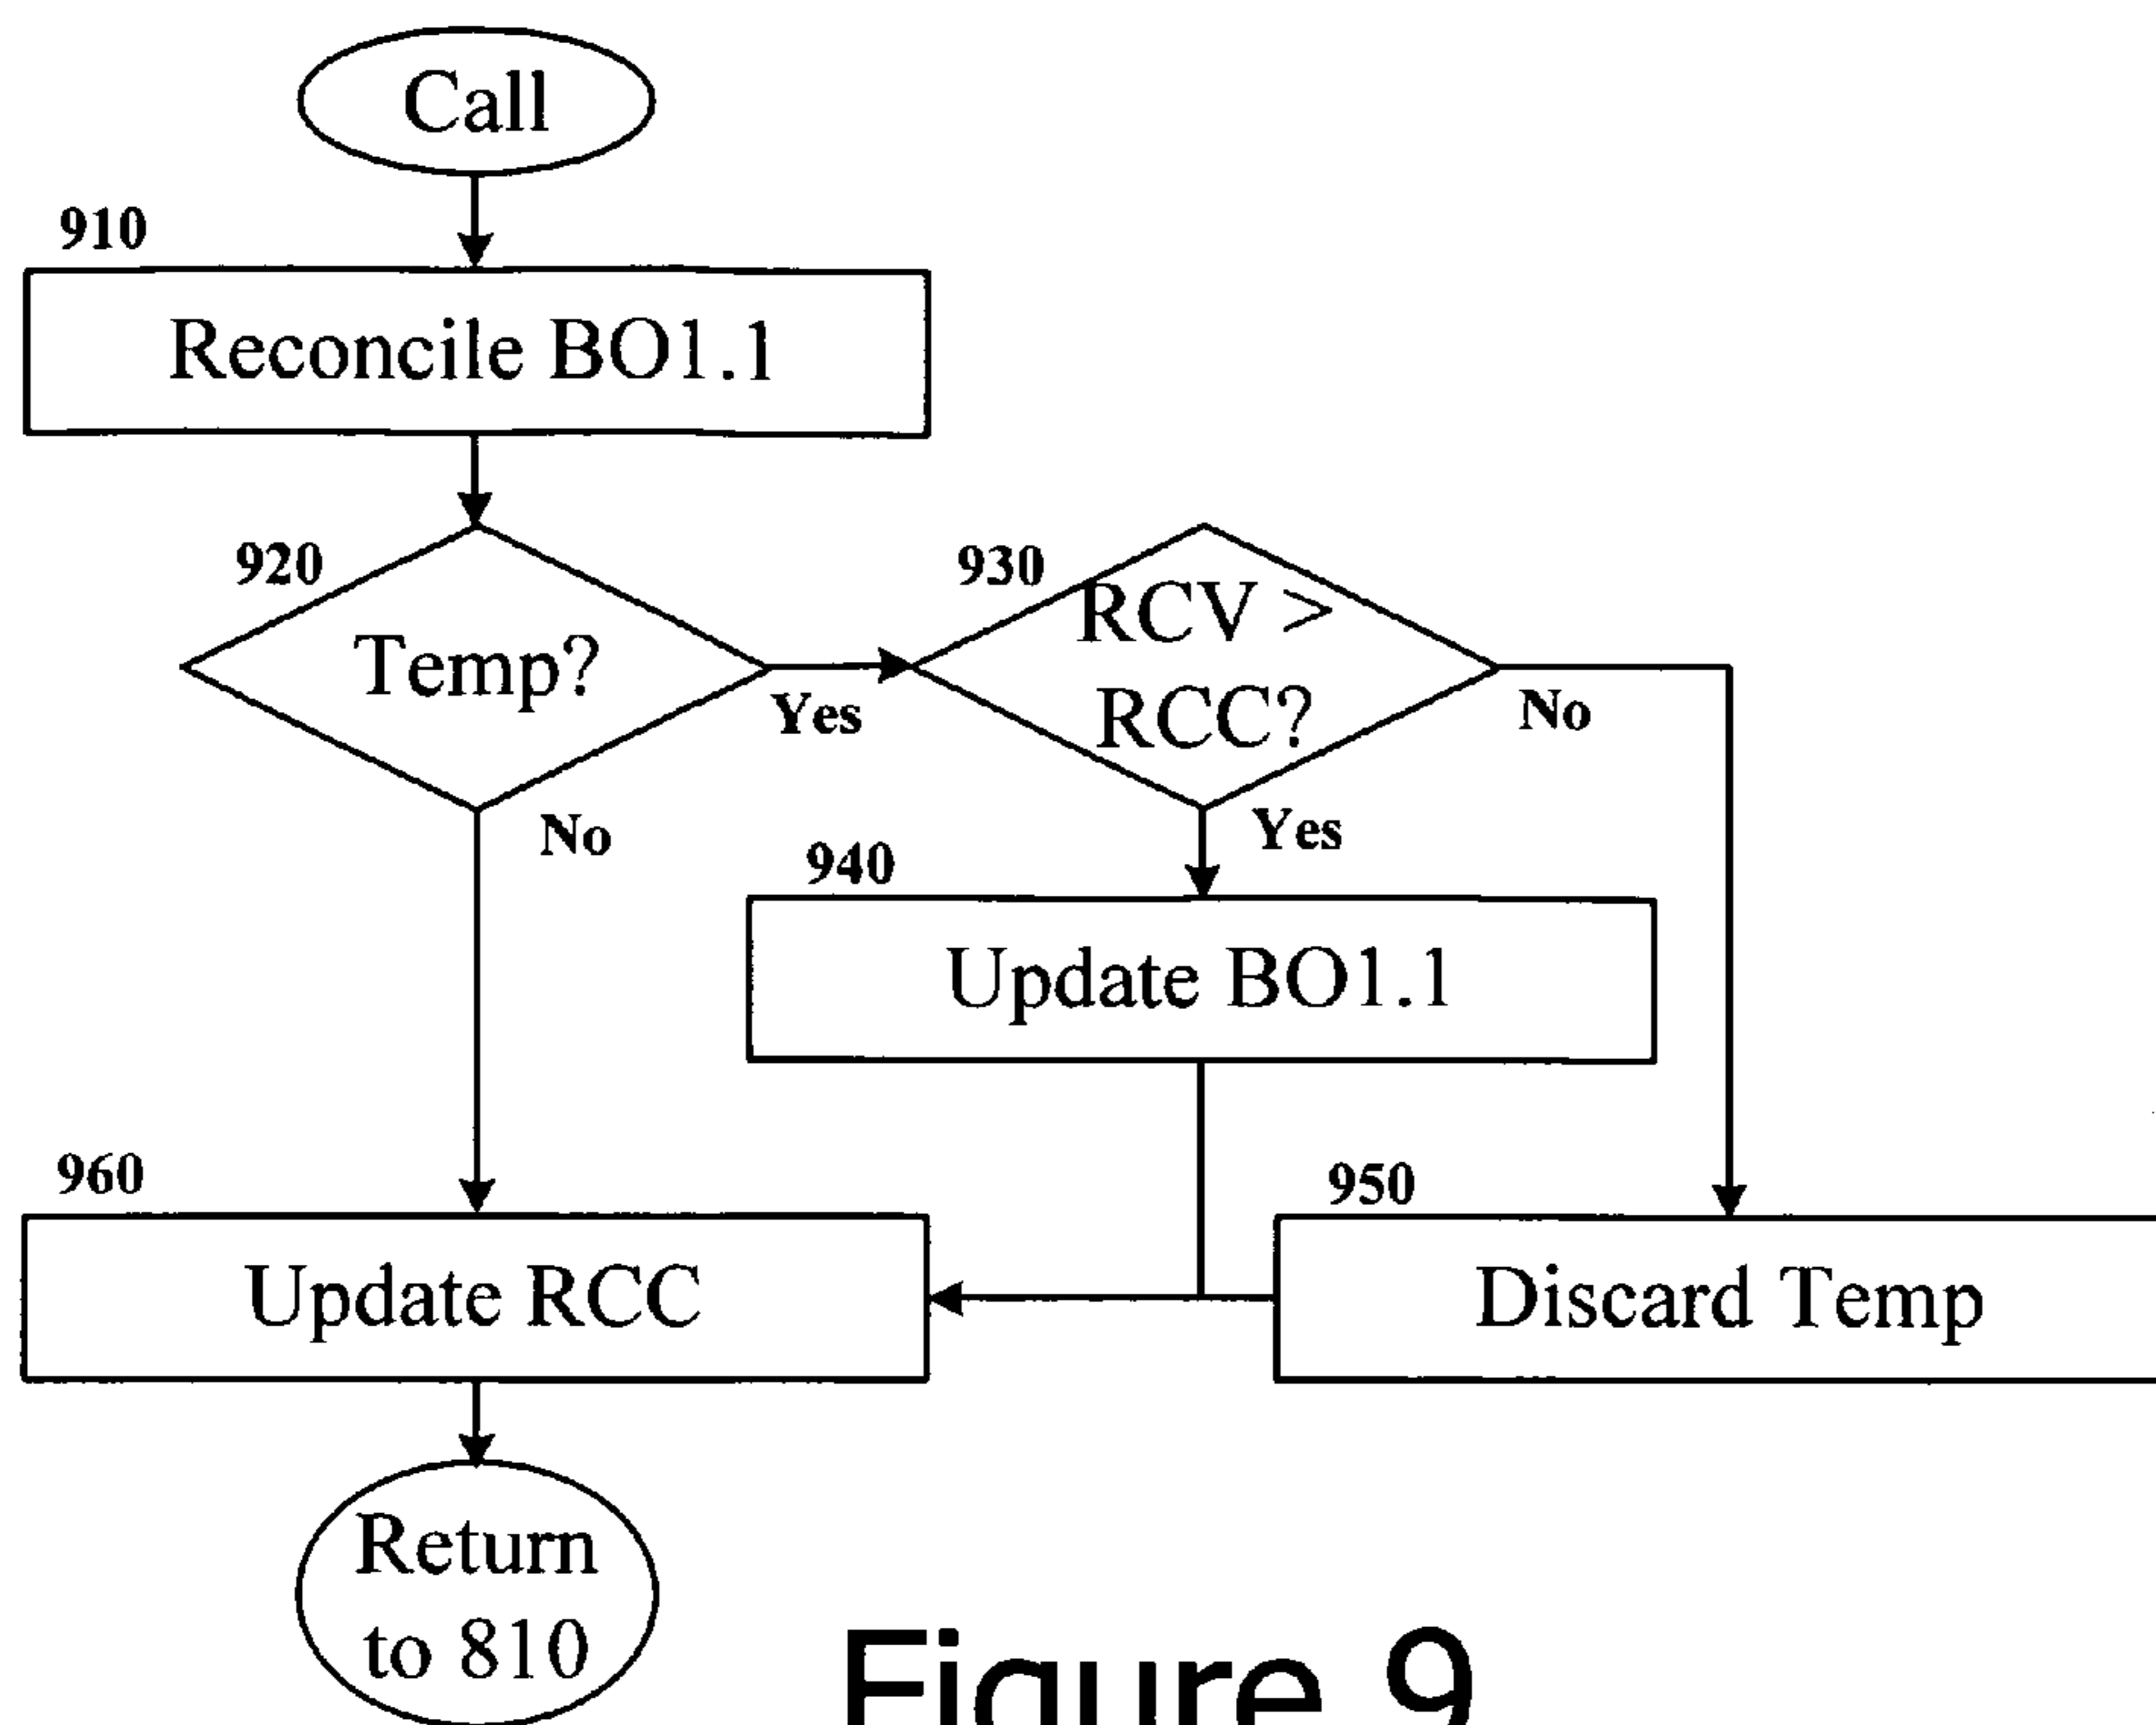 Call
910
Reconcile BO1.1
920
Temp?
Yes
No
930
RCV >
RCC?
No
Yes
940
Update BO1.1
960
Update RCC
950
Discard Temp
Return
to 810
Figure 9